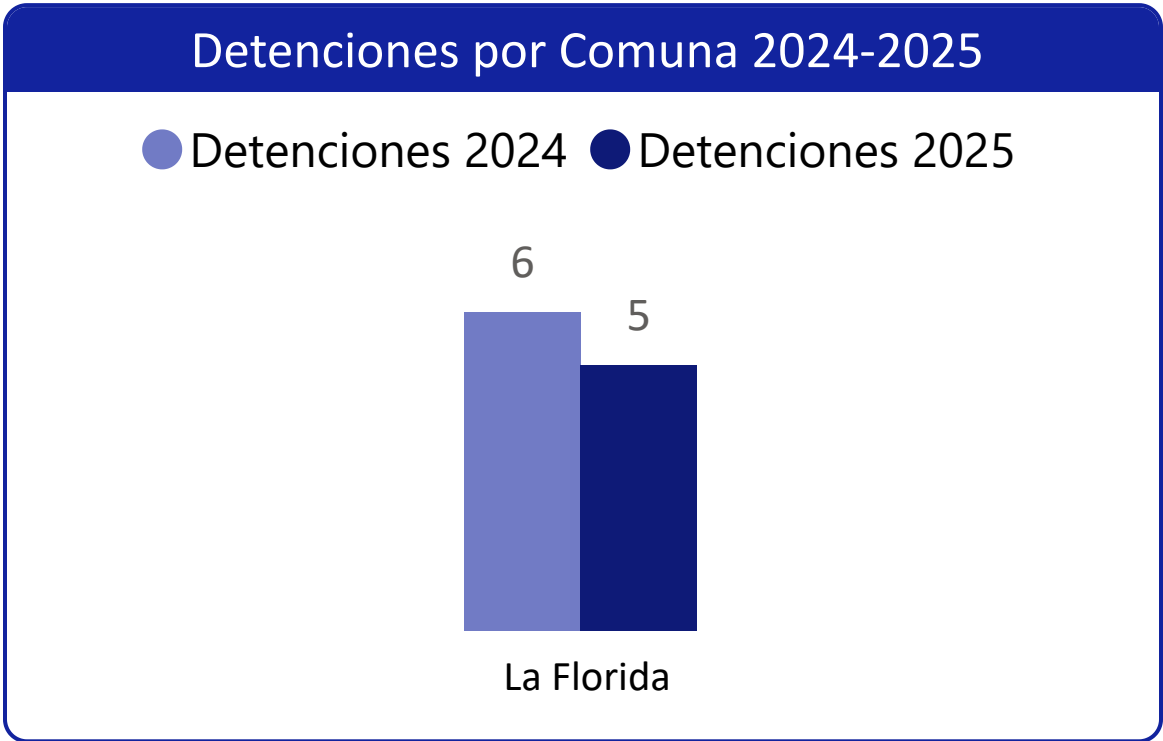 Detenciones por Comuna 2024-2025
Detenciones 2024 Detenciones 2025
6
5
La Florida